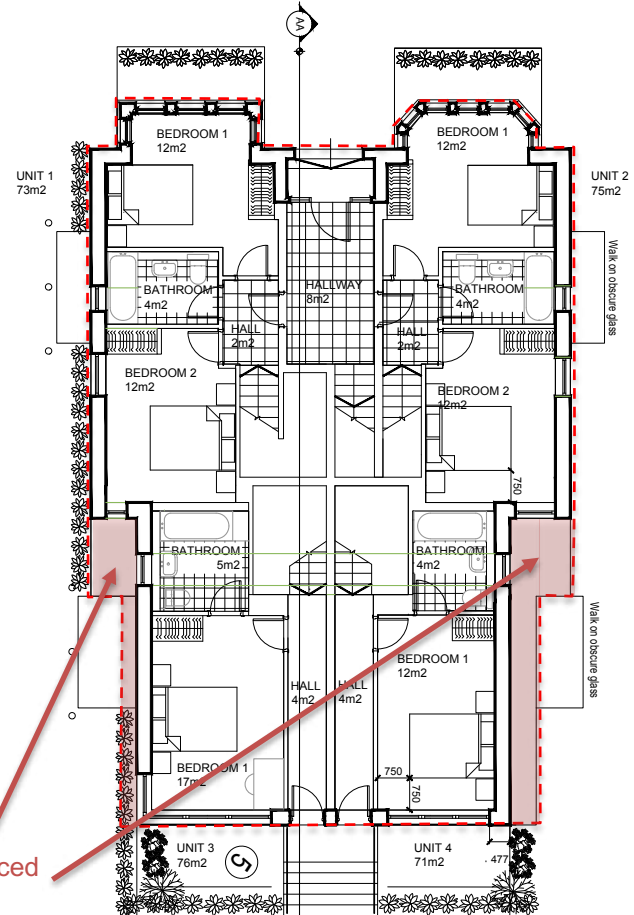 AA
BEDROOM 1
12m2
BEDROOM 1
12m2
UNIT 1
73m2
UNIT 2
75m2
Walk on obscure glass
BATHROOM
4m2
HALLWAY
8m2
BATHROOM
4m2
HALL
2m2
HALL
2m2
BEDROOM 2
12m2
BEDROOM 2
12m2
750
BATHROOM
5m2
BATHROOM
4m2
Walk on obscure glass
HALL
4m2
HALL
4m2
BEDROOM 1
12m2
BEDROOM 1
17m2
750
750
UNIT 3
76m2
5
UNIT 4
71m2
477
ced